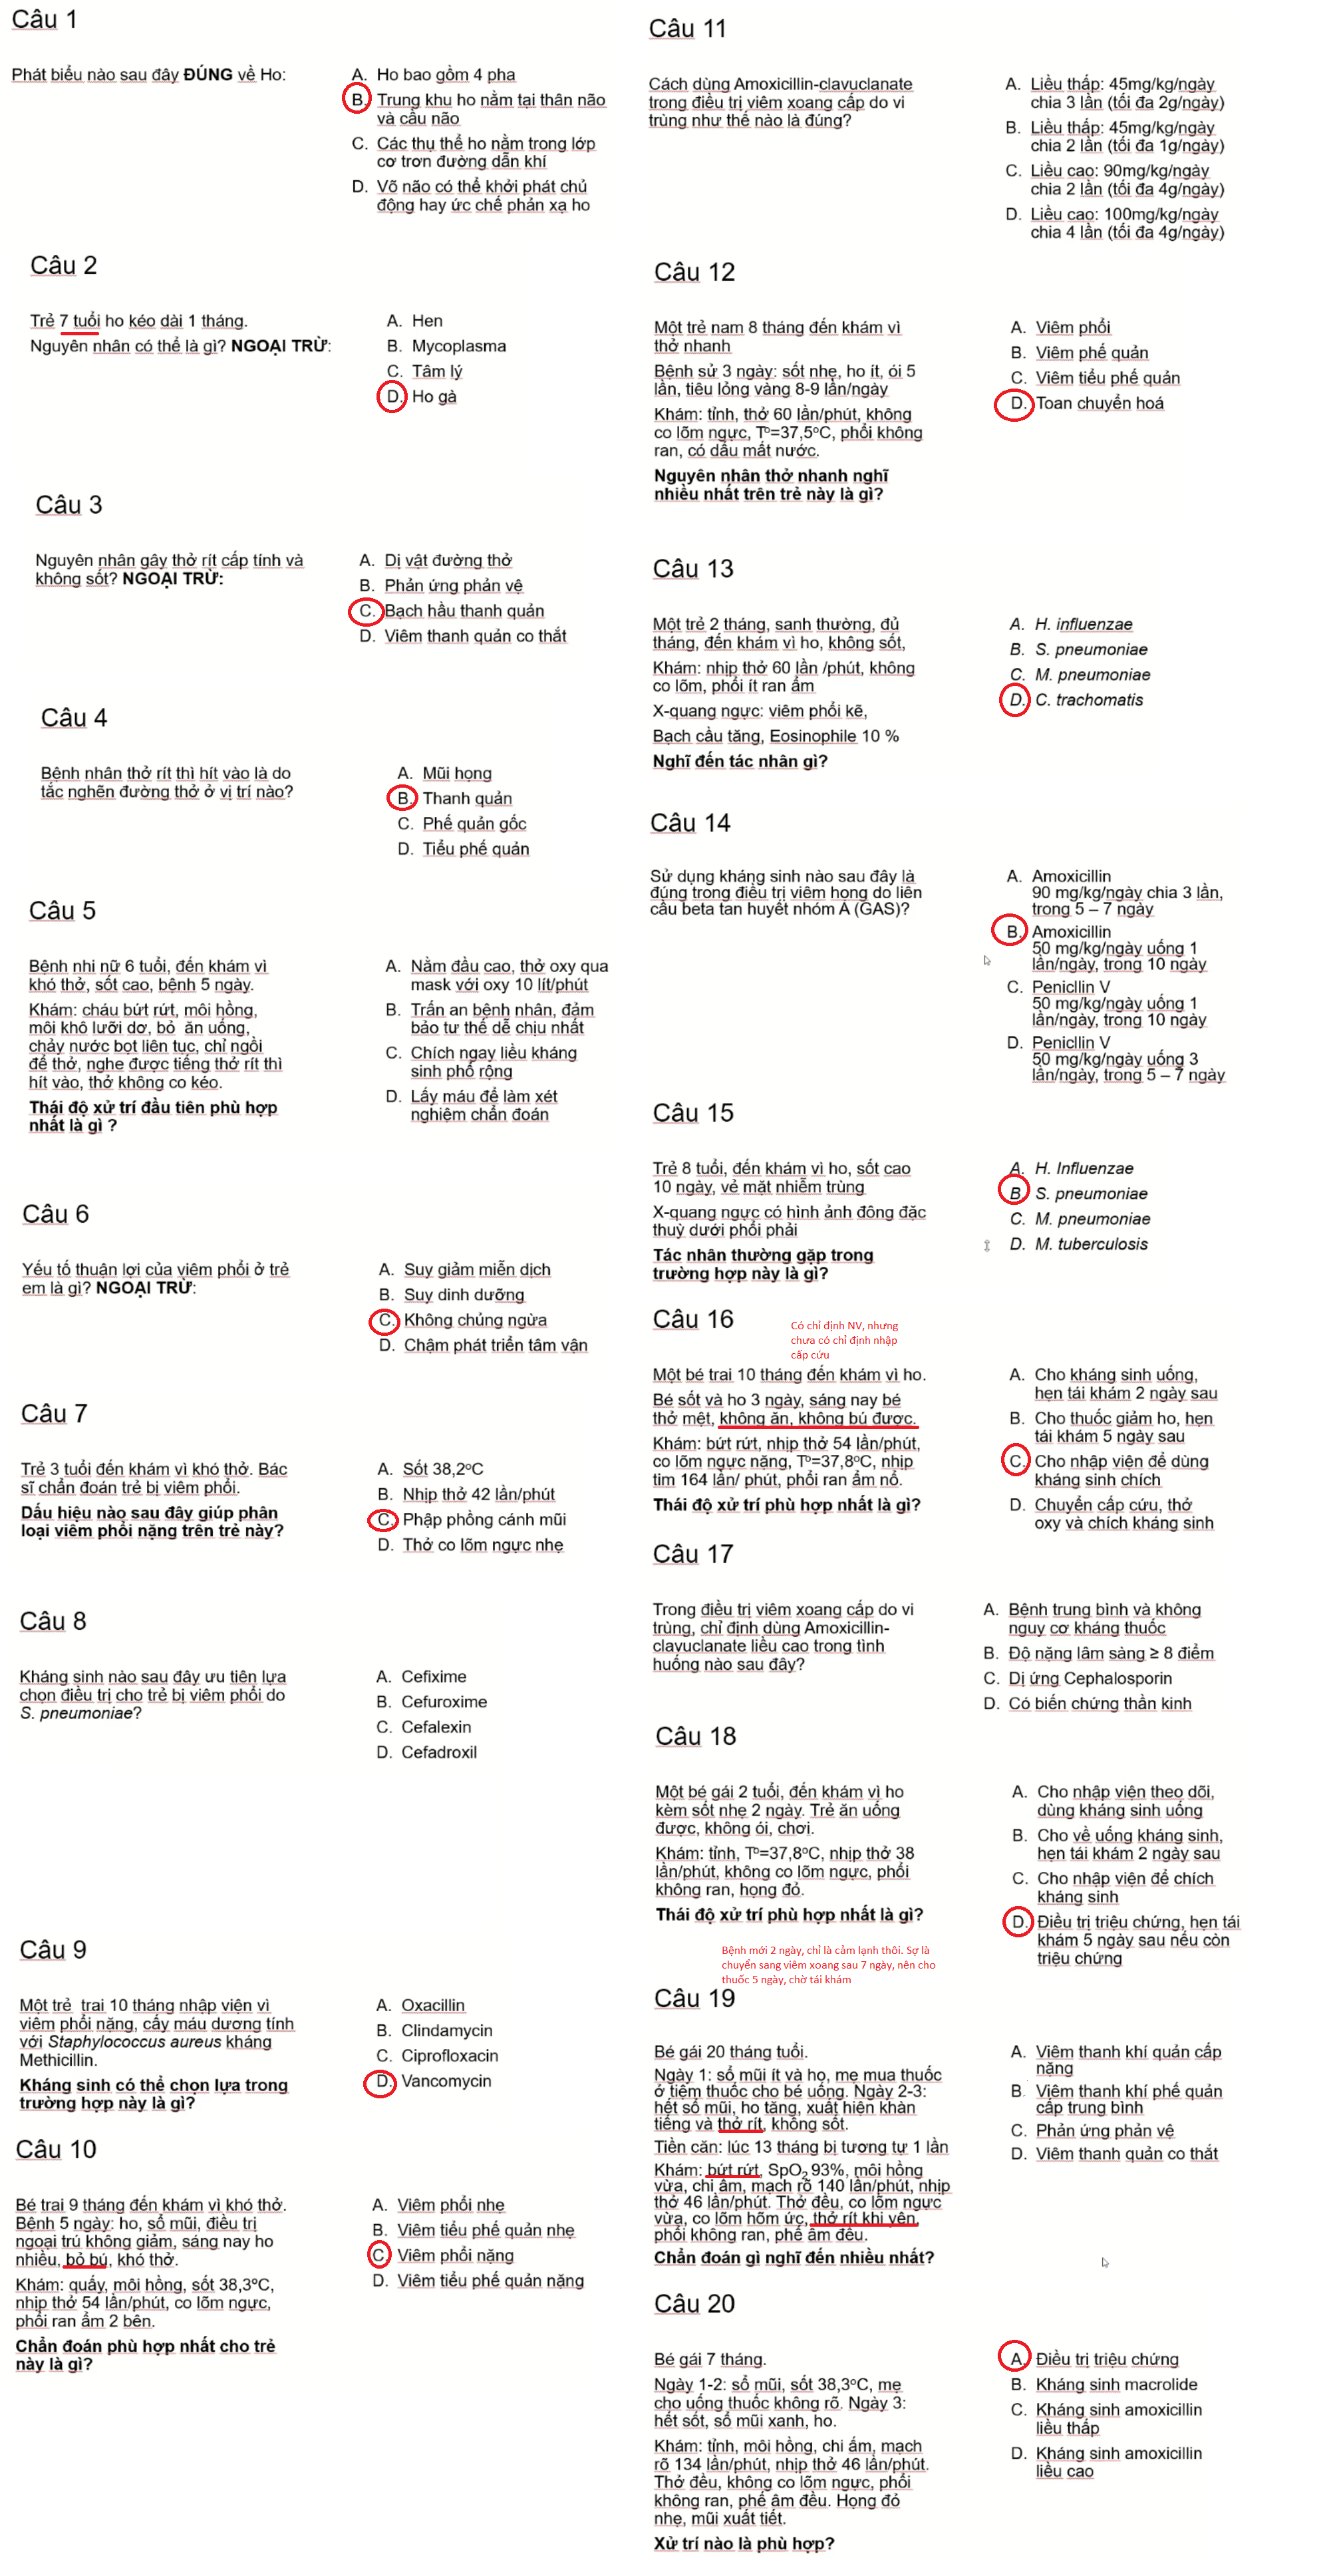 Câu 1
Phát biểu nào sau đây ĐÚNG về Ho:
A. Ho bao gồm 4 pha
B. Trung khu ho nằm tại thân não
và cầu não
C. Các thụ thể ho nằm trong lớp
cơ trơn đường dẫn khí
D. Võ não có thể khởi phát chủ
động hay ức chế phản xạ ho
Câu 2
Trẻ 7 tuổi ho kéo dài 1 tháng.
Nguyên nhân có thể là gì? NGOẠI TRỪ:
A. Hen
B. Mycoplasma
C. Tâm lý
D. Ho gà
Câu 3
Nguyên nhân gây thở rít cấp tính và
không sốt? NGOẠI TRỪ:
A. Dị vật đường thở
B. Phản ứng phản vệ
C. Bạch hầu thanh quản
D. Viêm thanh quản co thắt
Câu 4
Bệnh nhân thở rít thì hít vào là do
tắc nghẽn đường thở ở vị trí nào?
A. Mũi họng
B. Thanh quản
C. Phế quản gốc
D. Tiểu phế quản
Câu 5
Bệnh nhi nữ 6 tuổi, đến khám vì
khó thở, sốt cao, bệnh 5 ngày.
Khám: cháu bứt rứt, môi hồng,
môi khô lưỡi dơ, bỏ ăn uống,
chảy nước bọt liên tục, chỉ ngồi
để thở, nghe được tiếng thở rít thì
hít vào, thở không co kéo.
Thái độ xử trí đầu tiên phù hợp
nhất là gì ?
A. Nằm đầu cao, thở oxy qua
mask với oxy 10 lít/phút
B. Trấn an bệnh nhân, đảm
bảo tư thế dễ chịu nhất
C. Chích ngay liều kháng
sinh phổ rộng
D. Lấy máu để làm xét
nghiệm chẩn đoán
Câu 6
Yếu tố thuận lợi của viêm phổi ở trẻ
em là gì? NGOẠI TRỪ:
A. Suy giảm miễn dịch
B. Suy dinh dưỡng
C. Không chủng ngừa
D. Chậm phát triển tâm vận
Câu 7
Trẻ 3 tuổi đến khám vì khó thở. Bác
sĩ chẩn đoán trẻ bị viêm phổi.
Dấu hiệu nào sau đây giúp phân
loại viêm phổi nặng trên trẻ này?
A. Sốt 38,2ºC
B. Nhịp thở 42 lần/phút
C. Phập phồng cánh mũi
D. Thở co lõm ngực nhẹ
Câu 8
Kháng sinh nào sau đây ưu tiên lựa
chọn điều trị cho trẻ bị viêm phổi do
S. pneumoniae?
A. Cefixime
B. Cefuroxime
C. Cefalexin
D. Cefadroxil
Câu 9
Một trẻ trai 10 tháng nhập viện vì
viêm phổi nặng, cấy máu dương tính
với Staphylococcus aureus kháng
Methicillin.
Kháng sinh có thể chọn lựa trong
trường hợp này là gì?
A. Oxacillin
B. Clindamycin
C. Ciprofloxacin
D. Vancomycin
Câu 10
Bé trai 9 tháng đến khám vì khó thở.
Bệnh 5 ngày: ho, sổ mũi, điều trị
ngoại trú không giảm, sáng nay ho
nhiều, bỏ bú, khó thở.
Khám: quấy, môi hồng, sốt 38,3ºC,
nhịp thở 54 lần/phút, co lõm ngực,
phổi ran ẩm 2 bên.
Chẩn đoán phù hợp nhất cho trẻ
này là gì?
A. Viêm phổi nhẹ
B. Viêm tiểu phế quản nhẹ
C. Viêm phổi nặng
D. Viêm tiểu phế quản nặng
Câu 11
Cách dùng Amoxicillin-clavuclanate
trong điều trị viêm xoang cấp do vi
trùng như thế nào là đúng?
A. Liều thấp: 45mg/kg/ngày
chia 3 lần (tối đa 2g/ngày)
B. Liều thấp: 45mg/kg/ngày
chia 2 lần (tối đa 1g/ngày)
C. Liều cao: 90mg/kg/ngày
chia 2 lần (tối đa 4g/ngày)
D. Liều cao: 100mg/kg/ngày
chia 4 lần (tối đa 4g/ngày)
Câu 12
Một trẻ nam 8 tháng đến khám vì
thở nhanh
Bệnh sử 3 ngày: sốt nhẹ, ho ít, ói 5
lần, tiêu lỏng vàng 8-9 lần/ngày
Khám: tỉnh, thở 60 lần/phút, không
co lõm ngực, Tº=37,5ºC, phổi không
ran, có dấu mất nước.
Nguyên nhân thở nhanh nghĩ
nhiều nhất trên trẻ này là gì?
A. Viêm phổi
B. Viêm phế quản
C. Viêm tiểu phế quản
D. Toan chuyển hoá
Câu 13
Một trẻ 2 tháng, sanh thường, đủ
tháng, đến khám vì ho, không sốt,
Khám: nhịp thở 60 lần /phút, không
co lõm, phổi ít ran ẩm
X-quang ngực: viêm phổi kẽ,
Bạch cầu tăng, Eosinophile 10 %
Nghĩ đến tác nhân gì?
A. H. influenzae
B. S. pneumoniae
C. M. pneumoniae
D. C. trachomatis
Câu 14
Sử dụng kháng sinh nào sau đây là
đúng trong điều trị viêm họng do liên
cầu beta tan huyết nhóm A (GAS)?
A. Amoxicillin
90 mg/kg/ngày chia 3 lần,
trong 5 – 7 ngày
B. Amoxicillin
50 mg/kg/ngày uống 1
lần/ngày, trong 10 ngày
C. Penicllin V
50 mg/kg/ngày uống 1
lần/ngày, trong 10 ngày
D. Penicllin V
50 mg/kg/ngày uống 3
lần/ngày, trong 5 – 7 ngày
Câu 15
Trẻ 8 tuổi, đến khám vì ho, sốt cao
10 ngày, vẻ mặt nhiễm trùng
X-quang ngực có hình ảnh đông đặc
thuỳ dưới phổi phải
Tác nhân thường gặp trong
trường hợp này là gì?
A. H. Influenzae
B. S. pneumoniae
C. M. pneumoniae
D. M. tuberculosis
Câu 16
Có chỉ định NV, nhưng
chưa có chỉ định nhập
cấp cứu
Một bé trai 10 tháng đến khám vì ho.
Bé sốt và ho 3 ngày, sáng nay bé
thở mệt, không ăn, không bú được.
Khám: bứt rứt, nhịp thở 54 lần/phút,
co lõm ngực nặng, Tº=37,8ºC, nhịp
tim 164 lần/ phút, phổi ran ẩm nổ.
Thái độ xử trí phù hợp nhất là gì?
A. Cho kháng sinh uống,
hẹn tái khám 2 ngày sau
B. Cho thuốc giảm ho, hẹn
tái khám 5 ngày sau
C. Cho nhập viện để dùng
kháng sinh chích
D. Chuyển cấp cứu, thở
oxy và chích kháng sinh
Câu 17
Trong điều trị viêm xoang cấp do vi
trùng, chỉ định dùng Amoxicillin-
clavuclanate liều cao trong tình
huống nào sau đây?
A. Bệnh trung bình và không
nguy cơ kháng thuốc
B. Độ nặng lâm sàng ≥ 8 điểm
C. Dị ứng Cephalosporin
D. Có biến chứng thần kinh
Câu 18
Một bé gái 2 tuổi, đến khám vì ho
kèm sốt nhẹ 2 ngày. Trẻ ăn uống
được, không ói, chơi.
Khám: tỉnh, Tº=37,8ºC, nhịp thở 38
lần/phút, không co lõm ngực, phổi
không ran, họng đỏ.
Thái độ xử trí phù hợp nhất là gì?
A. Cho nhập viện theo dõi,
dùng kháng sinh uống
B. Cho về uống kháng sinh,
hẹn tái khám 2 ngày sau
C. Cho nhập viện để chích
kháng sinh
D. Điều trị triệu chứng, hẹn tái
khám 5 ngày sau nếu còn
triệu chứng
Bệnh mới 2 ngày, chỉ là cảm lạnh thôi. Sợ là
chuyển sang viêm xoang sau 7 ngày, nên cho
thuốc 5 ngày, chờ tái khám
Câu 19
Bé gái 20 tháng tuổi.
Ngày 1: sổ mũi ít và ho, mẹ mua thuốc
ở tiệm thuốc cho bé uống. Ngày 2-3:
hết sổ mũi, ho tăng, xuất hiện khàn
tiếng và thở rít, không sốt.
Tiền căn: lúc 13 tháng bị tương tự 1 lần
Khám: bứt rứt, SpO2 93%, môi hồng
vừa, chi ấm, mạch rõ 140 lần/phút, nhịp
thở 46 lần/phút. Thở đều, co lõm ngực
vừa, co lõm hõm ức, thở rít khi yên,
phổi không ran, phế âm đều.
Chẩn đoán gì nghĩ đến nhiều nhất?
A. Viêm thanh khí quản cấp
nặng
B. Viêm thanh khí phế quản
cấp trung bình
C. Phản ứng phản vệ
D. Viêm thanh quản co thắt
Câu 20
Bé gái 7 tháng.
Ngày 1-2: sổ mũi, sốt 38,3ºC, mẹ
cho uống thuốc không rõ. Ngày 3:
hết sốt, sổ mũi xanh, ho.
Khám: tỉnh, môi hồng, chi ấm, mạch
rõ 134 lần/phút, nhịp thở 46 lần/phút.
Thở đều, không co lõm ngực, phổi
không ran, phế âm đều. Họng đỏ
nhẹ, mũi xuất tiết.
Xử trí nào là phù hợp?
A. Điều trị triệu chứng
B. Kháng sinh macrolide
C. Kháng sinh amoxicillin
liều thấp
D. Kháng sinh amoxicillin
liều cao